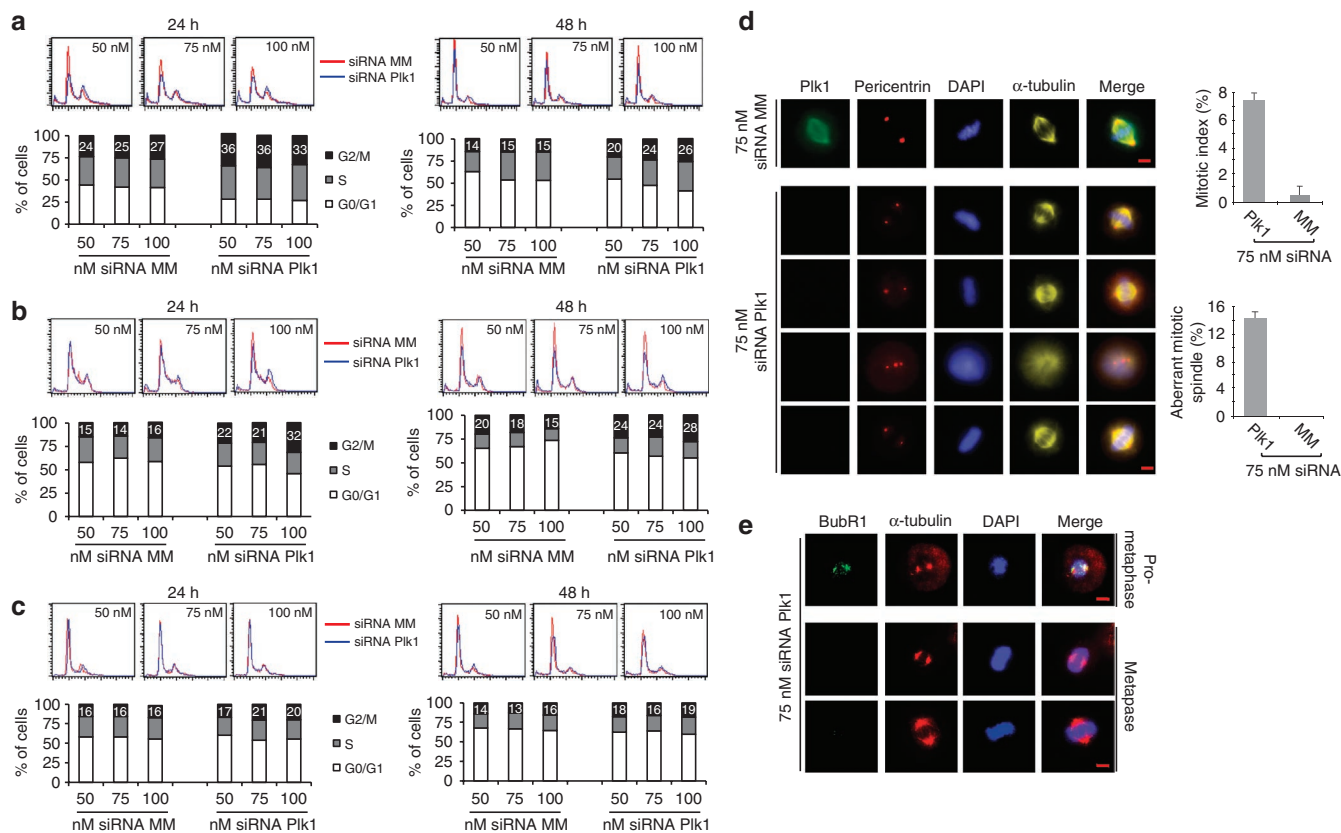 a
24 h
50 nM
75 nM
100 nM
siRNA MM
siRNA Plk1
48 h
50 nM
75 nM
100 nM
% of cells
100
75
50
25
0
24 25 27 36 36 33
G2/M
S
G0/G1
50 75 100 50 75 100
nM siRNA MM nM siRNA Plk1
% of cells
100
75
50
25
0
14 15 15 20 24 26
50 75 100 50 75 100
nM siRNA MM nM siRNA Plk1
b
24 h
50 nM
75 nM
100 nM
siRNA MM
siRNA Plk1
48 h
50 nM
75 nM
100 nM
% of cells
100
75
50
25
0
15 14 16 22 21 32
G2/M
S
G0/G1
50 75 100 50 75 100
nM siRNA MM nM siRNA Plk1
% of cells
100
75
50
25
0
20 18 15 24 24 28
50 75 100 50 75 100
nM siRNA MM nM siRNA Plk1
c
24 h
50 nM
75 nM
100 nM
siRNA MM
siRNA Plk1
48 h
50 nM
75 nM
100 nM
% of cells
100
75
50
25
0
16 16 16 17 21 20
G2/M
S
G0/G1
50 75 100 50 75 100
nM siRNA MM nM siRNA Plk1
% of cells
100
75
50
25
0
14 13 16 18 16 19
50 75 100 50 75 100
nM siRNA MM nM siRNA Plk1
d
Plk1 Pericentrin DAPI α-tubulin Merge
75 nM
siRNA MM
75 nM
siRNA Plk1
Mitotic index (%)
8
6
4
2
0
Plk1 MM
75 nM siRNA
Aberrant mitotic
spindle (%)
16
12
8
4
0
Plk1 MM
75 nM siRNA
e
BubR1 α-tubulin DAPI Merge
75 nM siRNA Plk1
Pro-
metaphase
Metapase